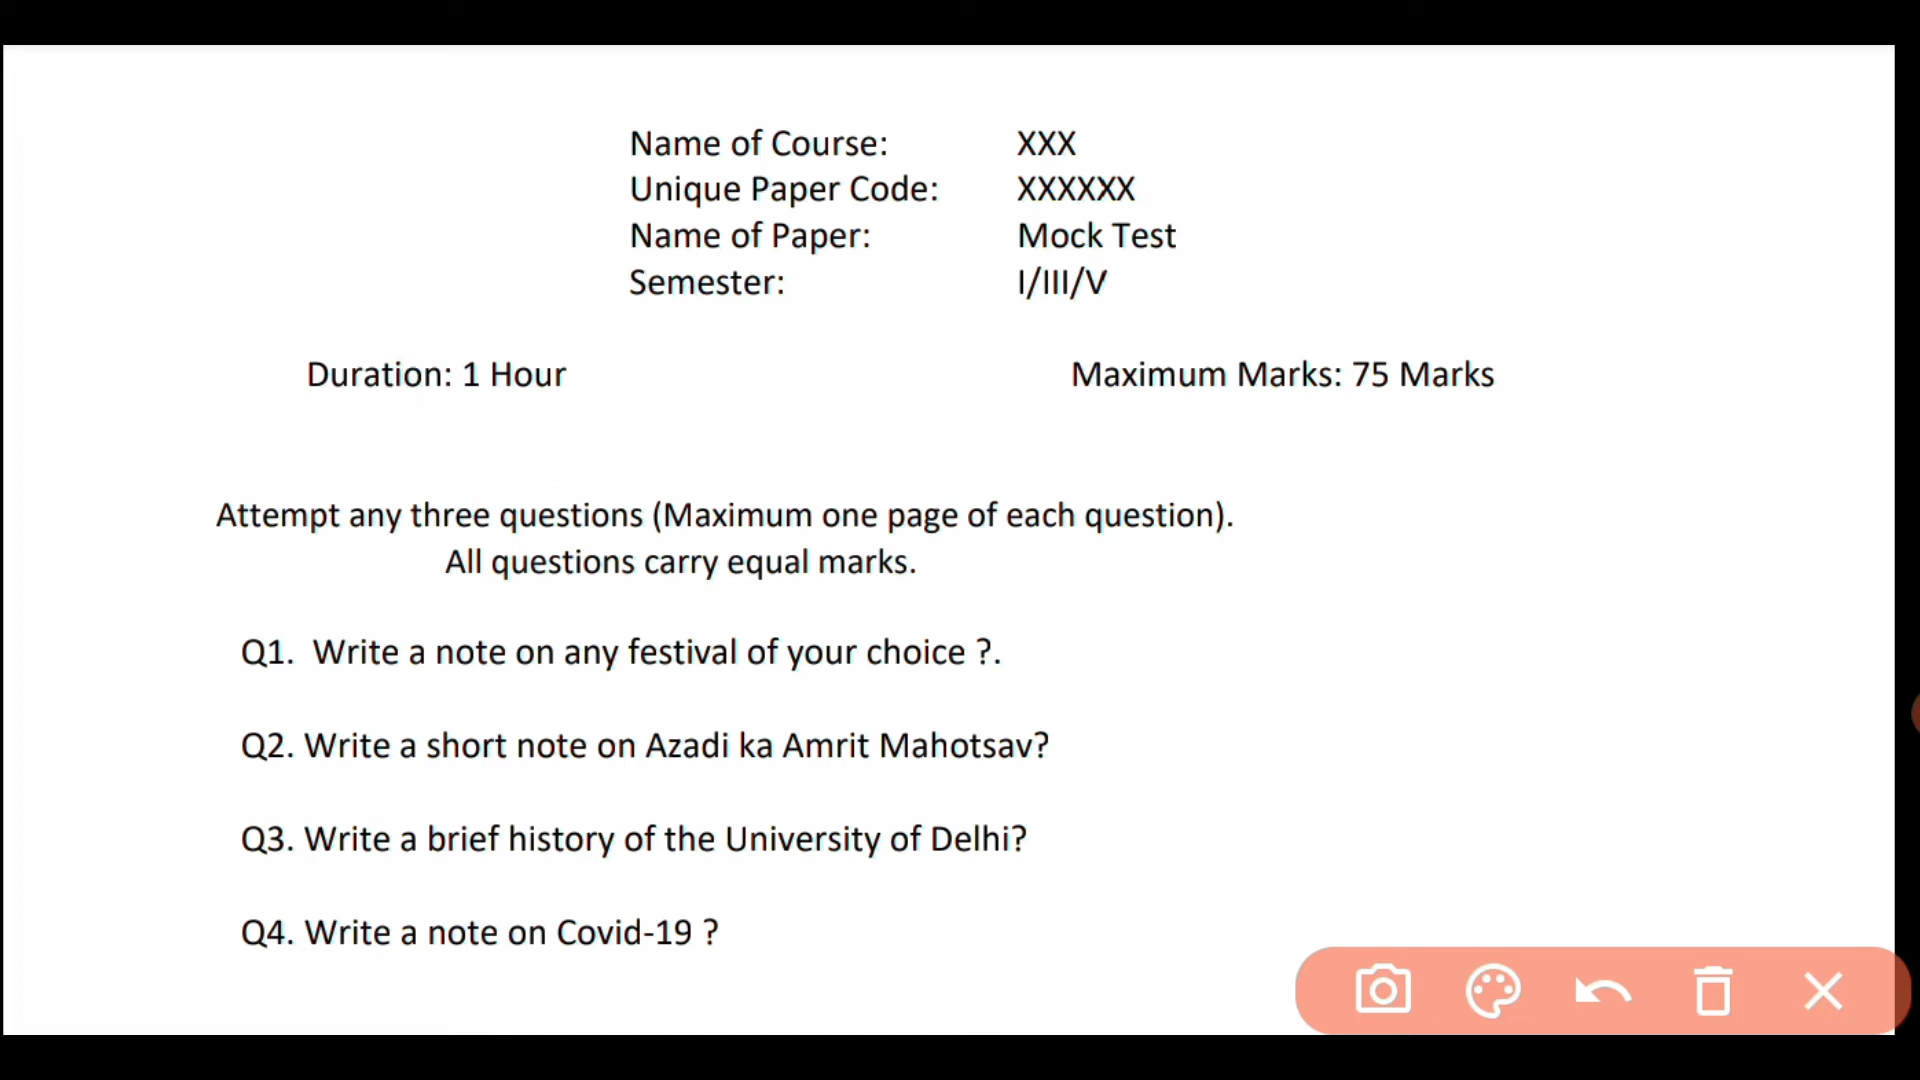 Name of Course: XXX
Unique Paper Code: XXXXXX
Name of Paper: Mock Test
Semester: I/III/V
Duration: 1 Hour Maximum Marks: 75 Marks
Attempt any three questions (Maximum one page of each question).
All questions carry equal marks.
Q1. Write a note on any festival of your choice ?.
Q2. Write a short note on Azadi ka Amrit Mahotsav?
Q3. Write a brief history of the University of Delhi?
Q4. Write a note on Covid-19 ?